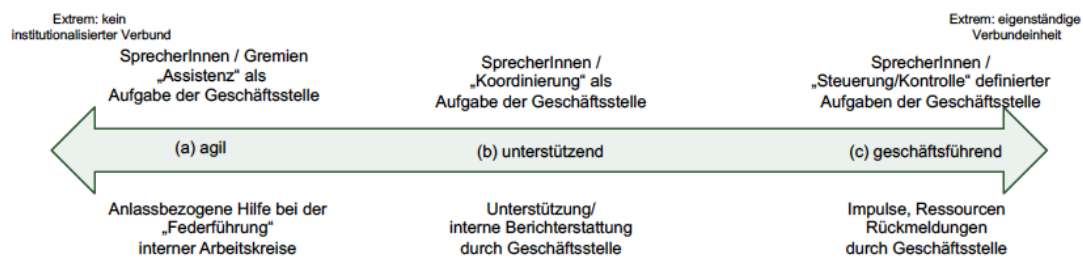 Extrem: kein
institutionalisierter Verbund
Extrem: eigenständige
Verbundeinheit
SprecherInnen / Gremien
„Assistenz“ als
Aufgabe der Geschäftsstelle
SprecherInnen /
„Koordinierung“ als
Aufgabe der Geschäftsstelle
SprecherInnen /
„Steuerung/Kontrolle“ definierter
Aufgaben der Geschäftsstelle
(a) agil
(b) unterstützend
(c) geschäftsführend
Anlassbezogene Hilfe bei der
„Federführung“
interner Arbeitskreise
Unterstützung/
interne Berichterstattung
durch Geschäftsstelle
Impulse, Ressourcen
Rückmeldungen
durch Geschäftsstelle